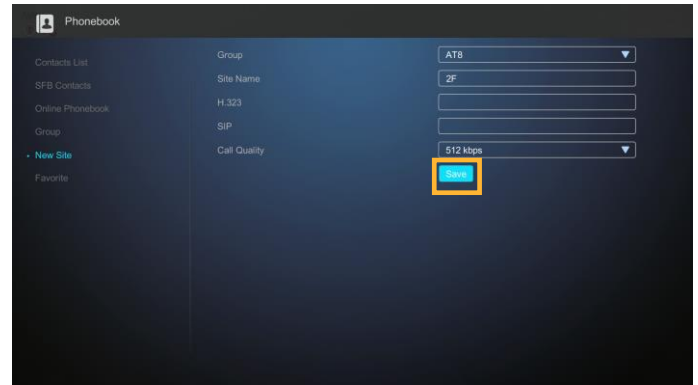 Phonebook
Contacts List
SFB Contacts
Online Phonebook
Group
New Site
Favorite
Group AT8
Site Name 2F
H.323
SIP
Call Quality 512 kbps
Save